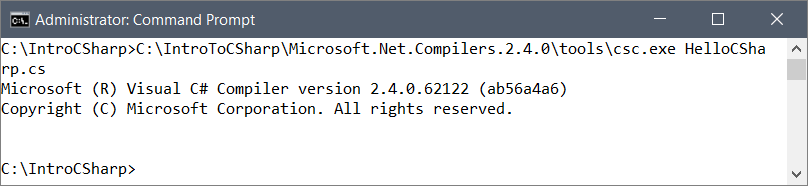 Administrator: Command Prompt
C:\IntroCSharp>C:\IntroToCSharp\Microsoft.Net.Compilers.2.4.0\tools\csc.exe HelloCSha
rp.cs
Microsoft (R) Visual C# Compiler version 2.4.0.62122 (ab56a4a6)
Copyright (C) Microsoft Corporation. All rights reserved.
C:\IntroCSharp>